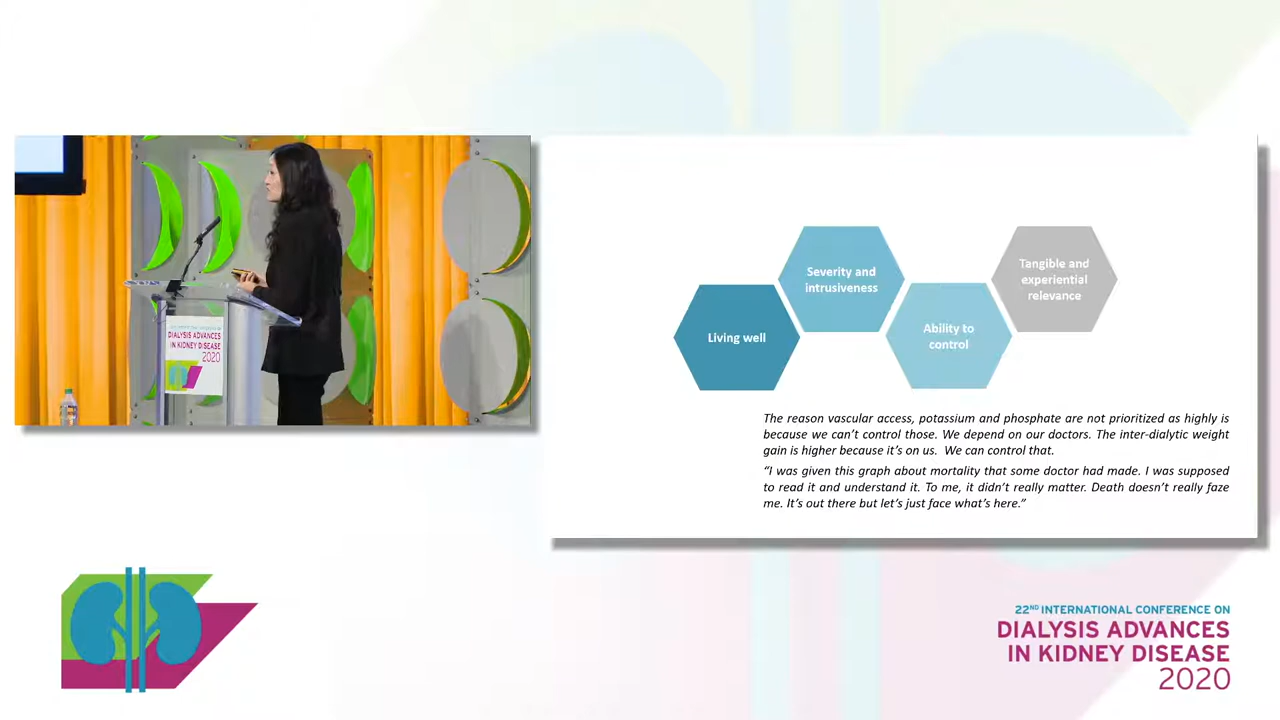 DIALYSIS ADVANCES
IN KIDNEY DISEASE
2020
Severity and
intrusiveness
Tangible and
experiential
relevance
Living well
Ability to
control
The reason vascular access, potassium and phosphate are not prioritized as highly is
because we can't control those. We depend on our doctors. The inter-dialytic weight
gain is higher because it's on us. We can control that.
“I was given this graph about mortality that some doctor had made. I was supposed
to read it and understand it. To me, it didn't really matter. Death doesn't really faze
me. It's out there but let's just face what's here.”
22ND INTERNATIONAL CONFERENCE ON
DIALYSIS ADVANCES
IN KIDNEY DISEASE
2020